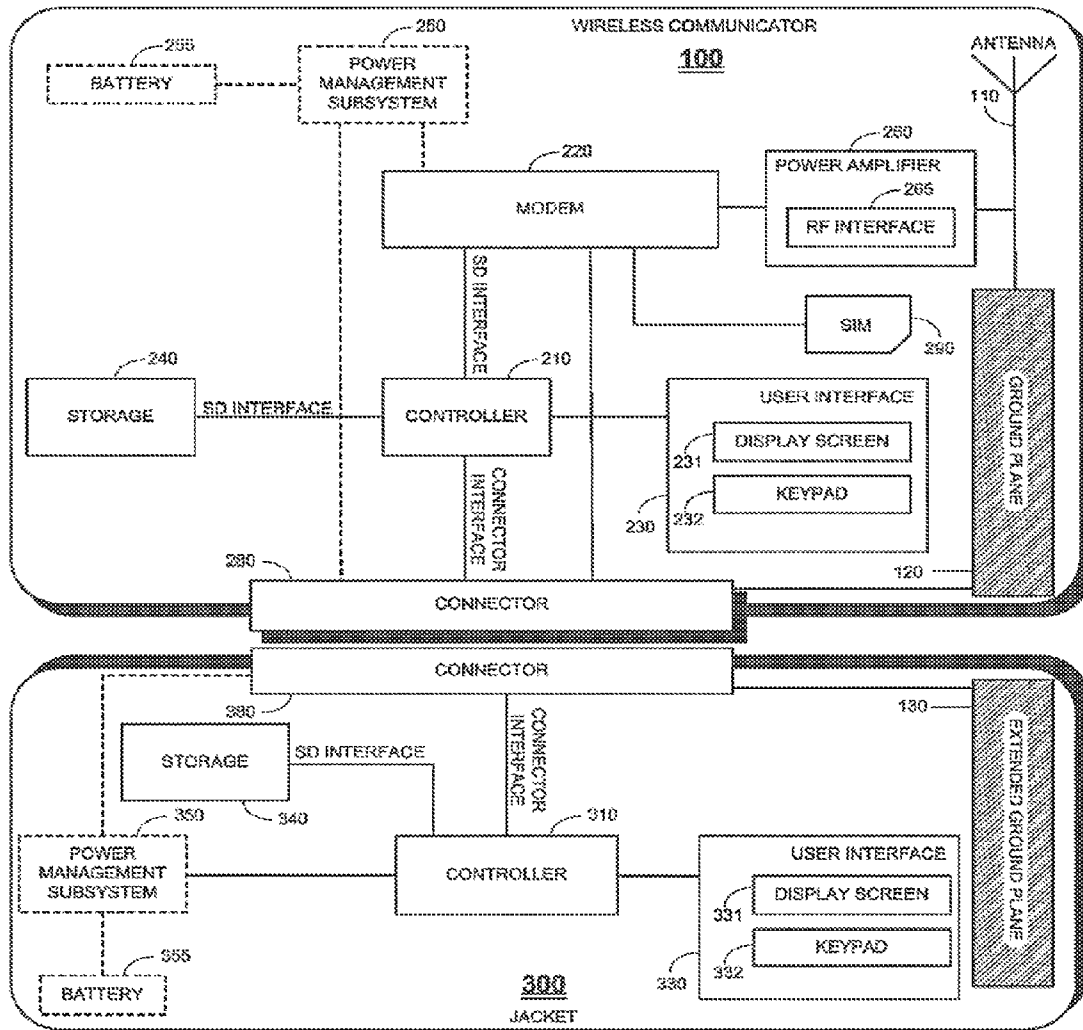 WIRELESS COMMUNICATOR
100
255
BATTERY
250
POWER
MANAGEMENT
SUBSYSTEM
ANTENNA
110
220
MODEM
260
POWER AMPLIFIER
265
RF INTERFACE
SD INTERFACE
SIM
290
240
STORAGE
SD INTERFACE
210
CONTROLLER
USER INTERFACE
DISPLAY SCREEN
231
KEYPAD
230
232
GROUND PLANE
CONNECTOR
INTERFACE
120
280
CONNECTOR
CONNECTOR
380
130
STORAGE
SD INTERFACE
340
CONNECTOR
INTERFACE
350
POWER
MANAGEMENT
SUBSYSTEM
310
CONTROLLER
USER INTERFACE
DISPLAY SCREEN
331
KEYPAD
330
332
EXTENDED GROUND PLANE
355
BATTERY
300
JACKET